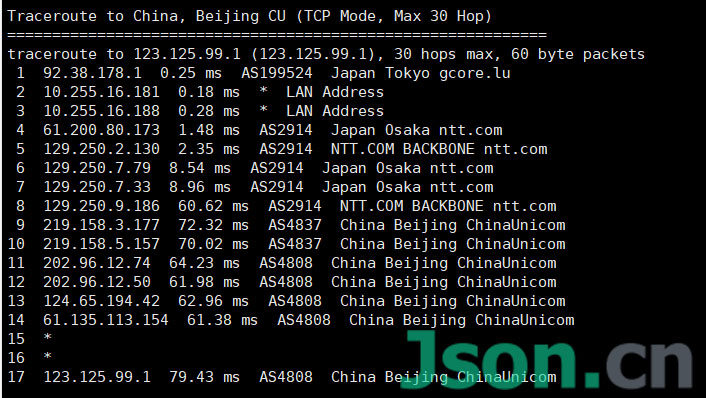 Traceroute to China, Beijing CU (TCP Mode, Max 30 Hop)
============================================================
traceroute to 123.125.99.1 (123.125.99.1), 30 hops max, 60 byte packets
1 92.38.178.1 0.25 ms AS199524 Japan Tokyo gcore.lu
2 10.255.16.181 0.18 ms * LAN Address
3 10.255.16.188 0.28 ms * LAN Address
4 61.200.80.173 1.48 ms AS2914 Japan Osaka ntt.com
5 129.250.2.130 2.35 ms AS2914 NTT.COM BACKBONE ntt.com
6 129.250.7.79 8.54 ms AS2914 Japan Osaka ntt.com
7 129.250.7.33 8.96 ms AS2914 Japan Osaka ntt.com
8 129.250.9.186 60.62 ms AS2914 NTT.COM BACKBONE ntt.com
9 219.158.3.177 72.32 ms AS4837 China Beijing ChinaUnicom
10 219.158.5.157 70.02 ms AS4837 China Beijing ChinaUnicom
11 202.96.12.74 64.23 ms AS4808 China Beijing ChinaUnicom
12 202.96.12.50 61.98 ms AS4808 China Beijing ChinaUnicom
13 124.65.194.42 62.96 ms AS4808 China Beijing ChinaUnicom
14 61.135.113.154 61.38 ms AS4808 China Beijing ChinaUnicom
15 *
16 *
17 123.125.99.1 79.43 ms AS4808 China Beijing ChinaUnicom
Json.cn